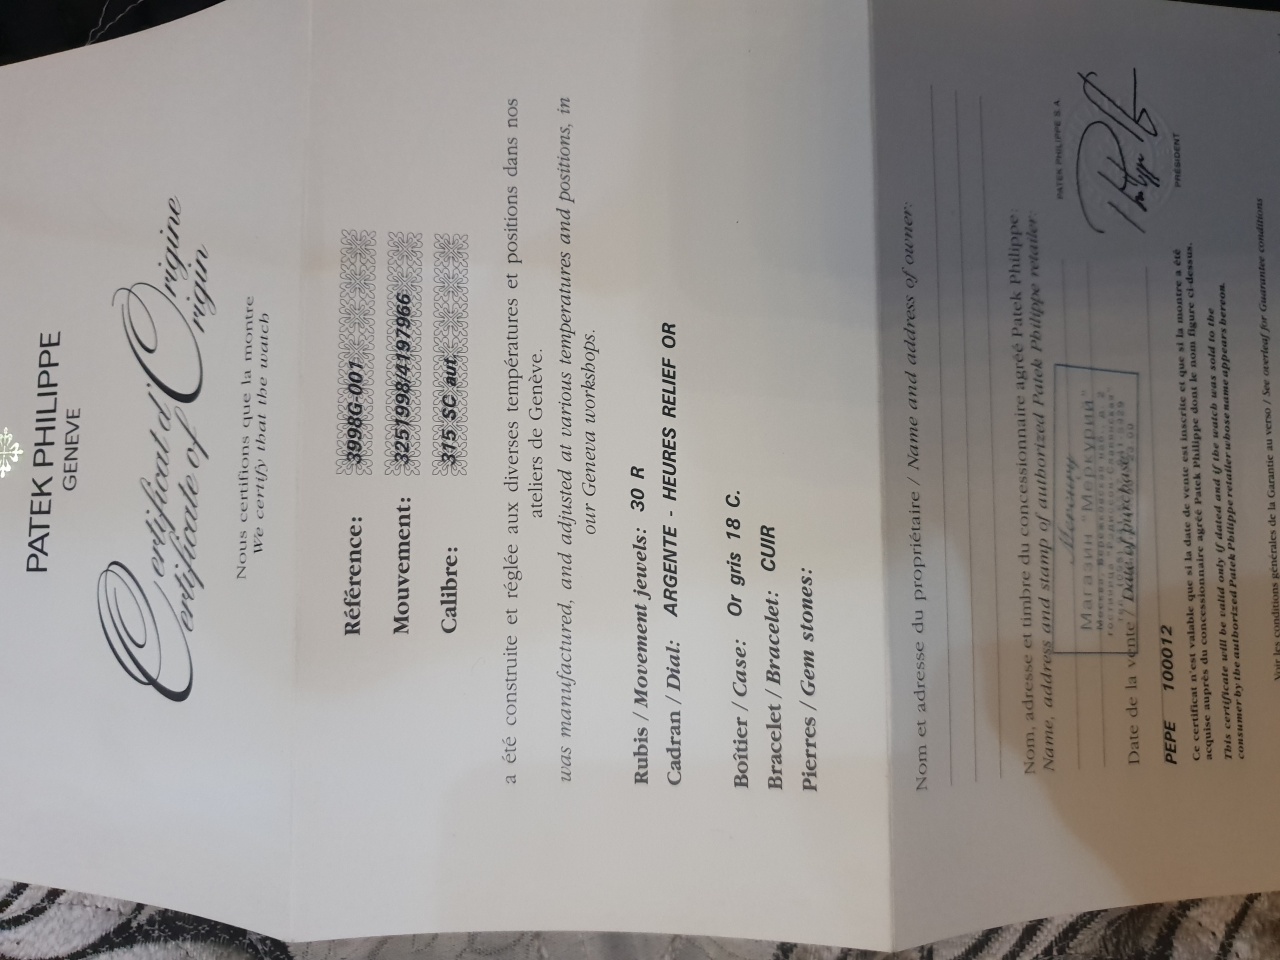 PATEK PHILIPPE
GENEVE
Certificat d'Origine
Certificate of Origin
Nous certifions que la montre
We certify that the watch
Référence: 3998G-001
Mouvement: 3251998/4197966
Calibre: 315 SC aut.
a été construite et réglée aux diverses températures et positions dans nos
ateliers de Genève.
was manufactured, and adjusted at various temperatures and positions, in
our Geneva workshops.
Rubis / Movement jewels: 30 R
Cadran / Dial: ARGENTE - HEURES RELIEF OR
Boîtier / Case: Or gris 18 C.
Bracelet / Bracelet: CUIR
Pierres / Gem stones:
Nom et adresse du propriétaire / Name and address of owner:
Nom, adresse et timbre du concessionnaire agréé Patek Philippe:
Name, address and stamp of authorized Patek Philippe retailer:
Mercury
Магазин "Меркурий"
Date de la vente / Date of purchase:
PATEK PHILIPPE S.A.
PRÉSIDENT
PEPE 100012
Ce certificat n'est valable que si la date de vente est inscrite et que si la montre a été
acquise auprès du concessionnaire agréé Patek Philippe dont le nom figure ci-dessus.
This certificate will be valid only if dated and if the watch was sold to the
consumer by the authorized Patek Philippe retailer whose name appears hereon.
Voir les conditions générales de la Garantie au verso / See overleaf for Guarantee conditions